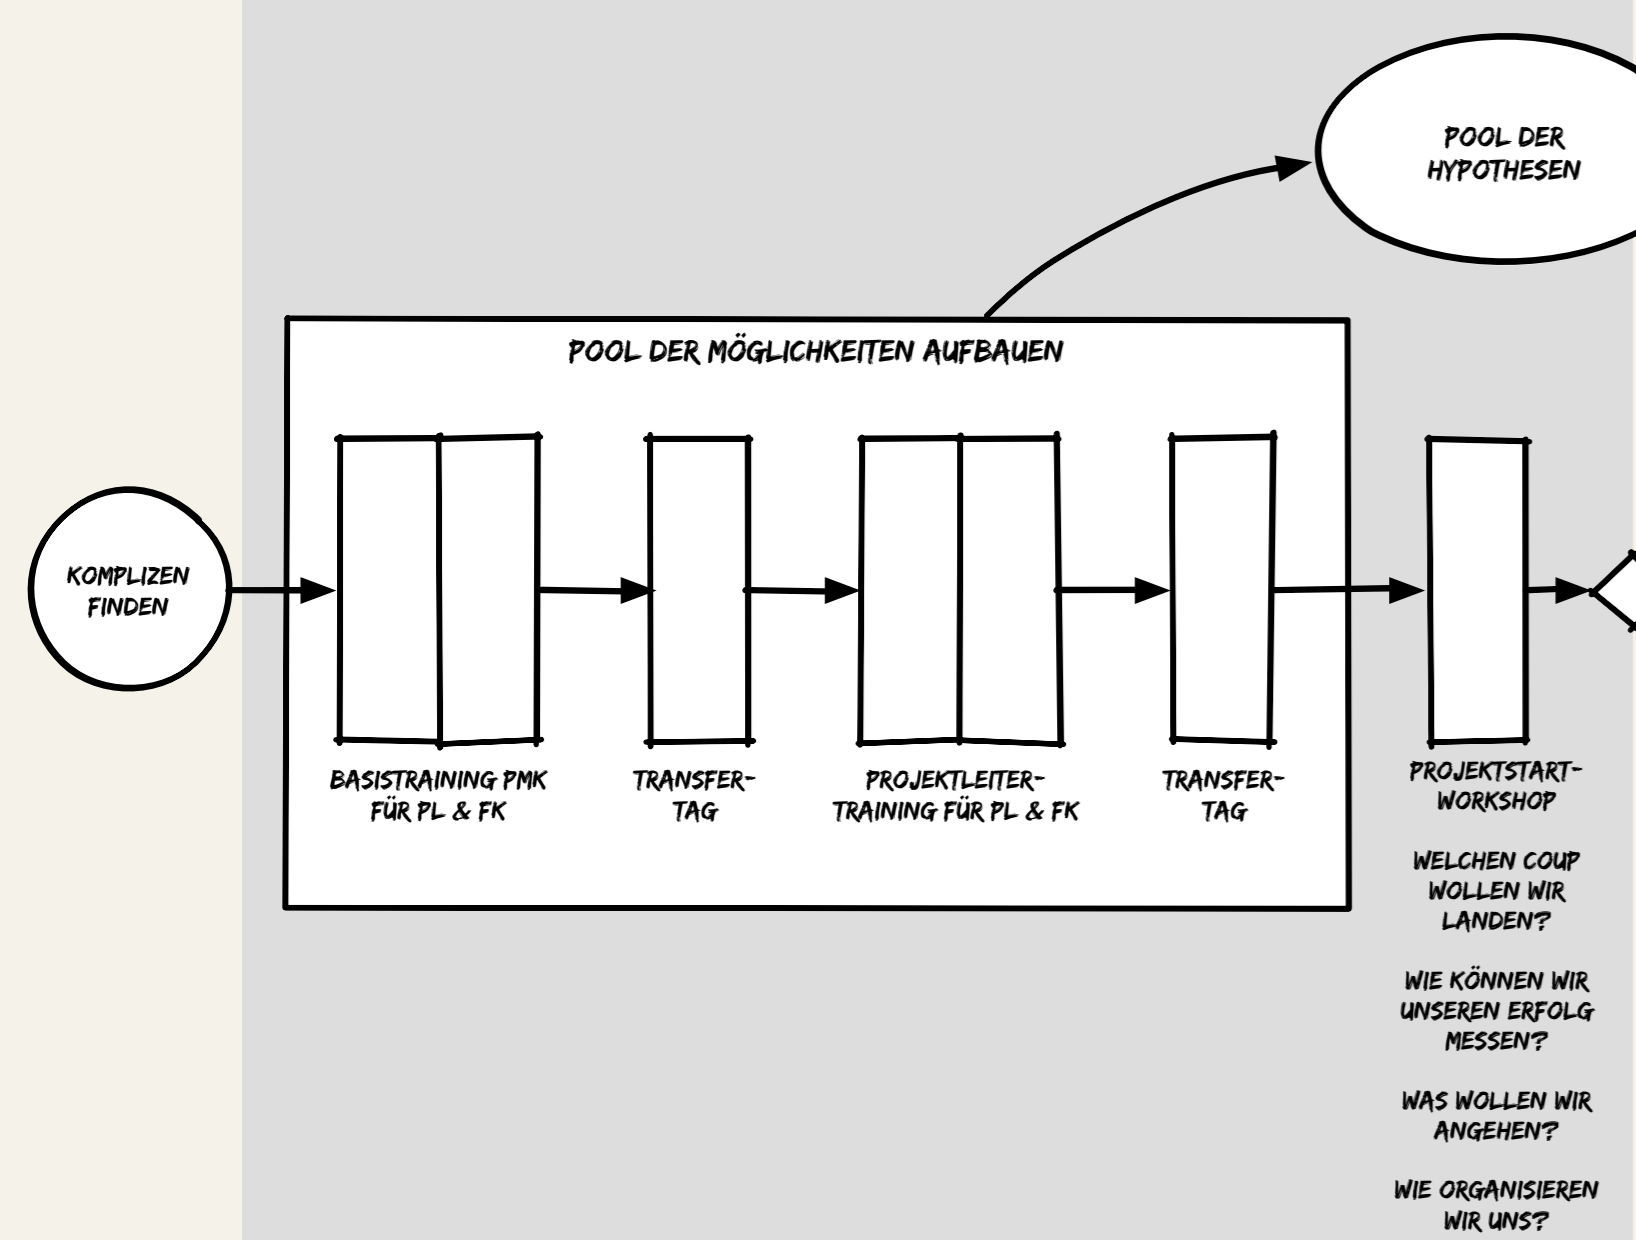 POOL DER
HYPOTHESEN
POOL DER MÖGLICHKEITEN AUFBAUEN
KOMPLIZEN
FINDEN
BASISTRAINING PMK
FÜR PL & FK
TRANSFER-
TAG
PROJEKTLEITER-
TRAINING FÜR PL & FK
TRANSFER-
TAG
PROJEKTSTART-
WORKSHOP
WELCHEN COUP
WOLLEN WIR
LANDEN?
WIE KÖNNEN WIR
UNSEREN ERFOLG
MESSEN?
WAS WOLLEN WIR
ANGEHEN?
WIE ORGANISIEREN
WIR UNS?